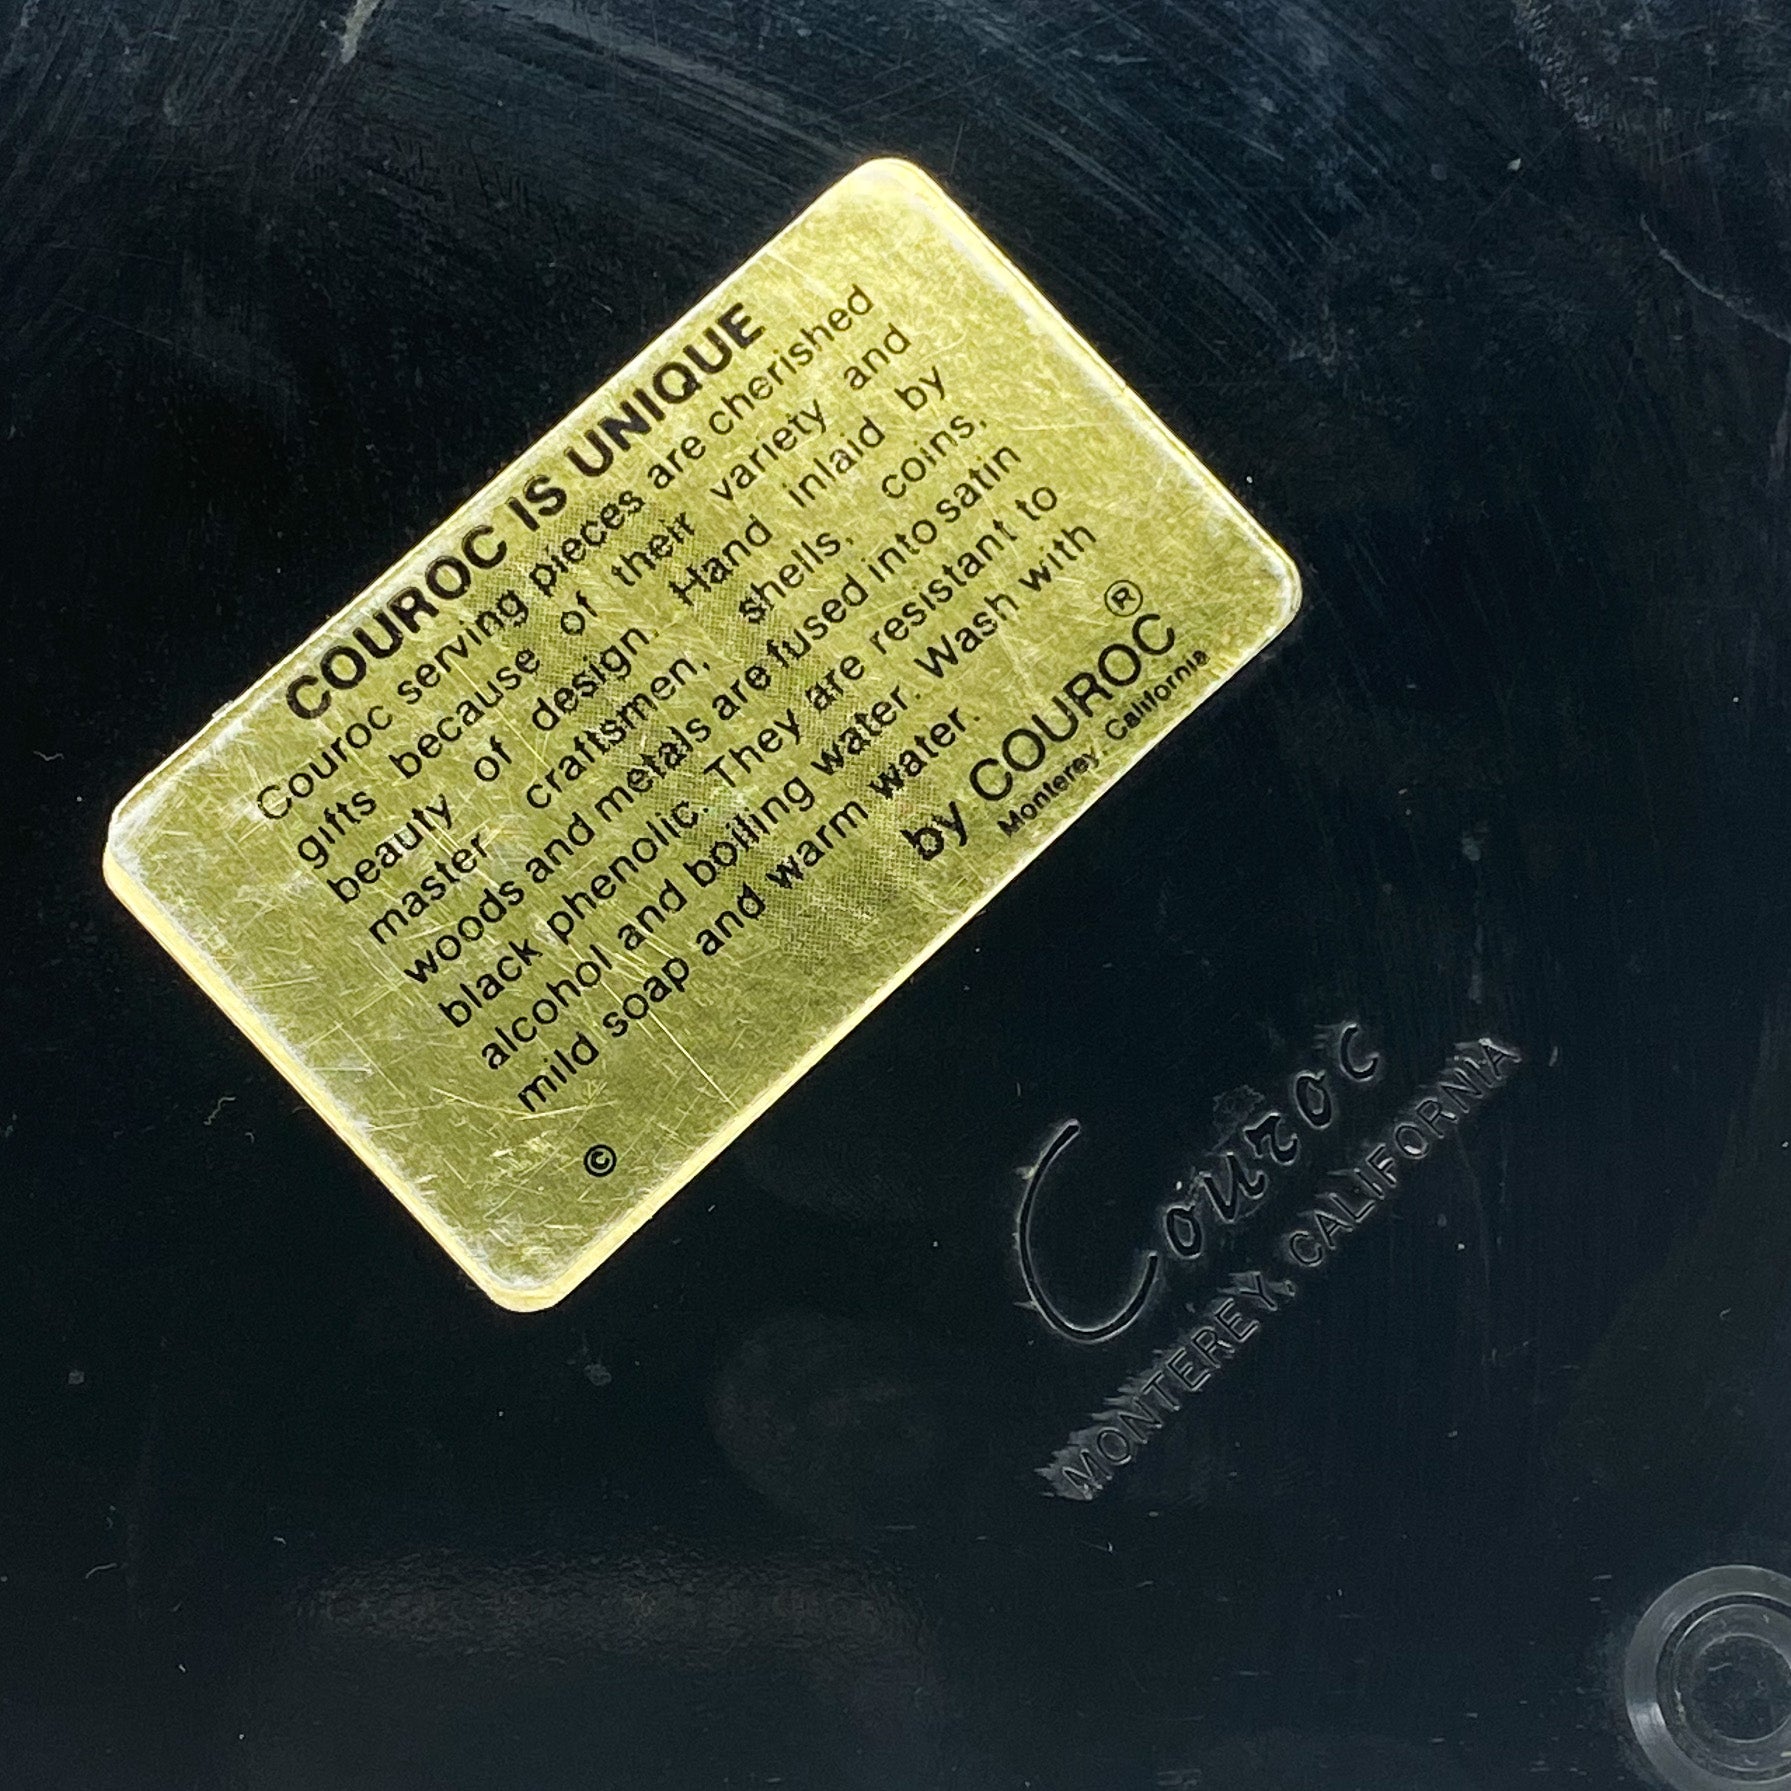 COUROC IS UNIQUE
Couroc serving pieces are cherished
gifts because of their variety and
beauty of design. Hand inlaid by
master craftsmen, shells, coins,
woods and metals are fused into satin
black phenolic. They are resistant to
alcohol and boiling water. Wash with
mild soap and warm water.
©
by COUROC®
Monterey, California
Couroc
MONTEREY, CALIFORNIA